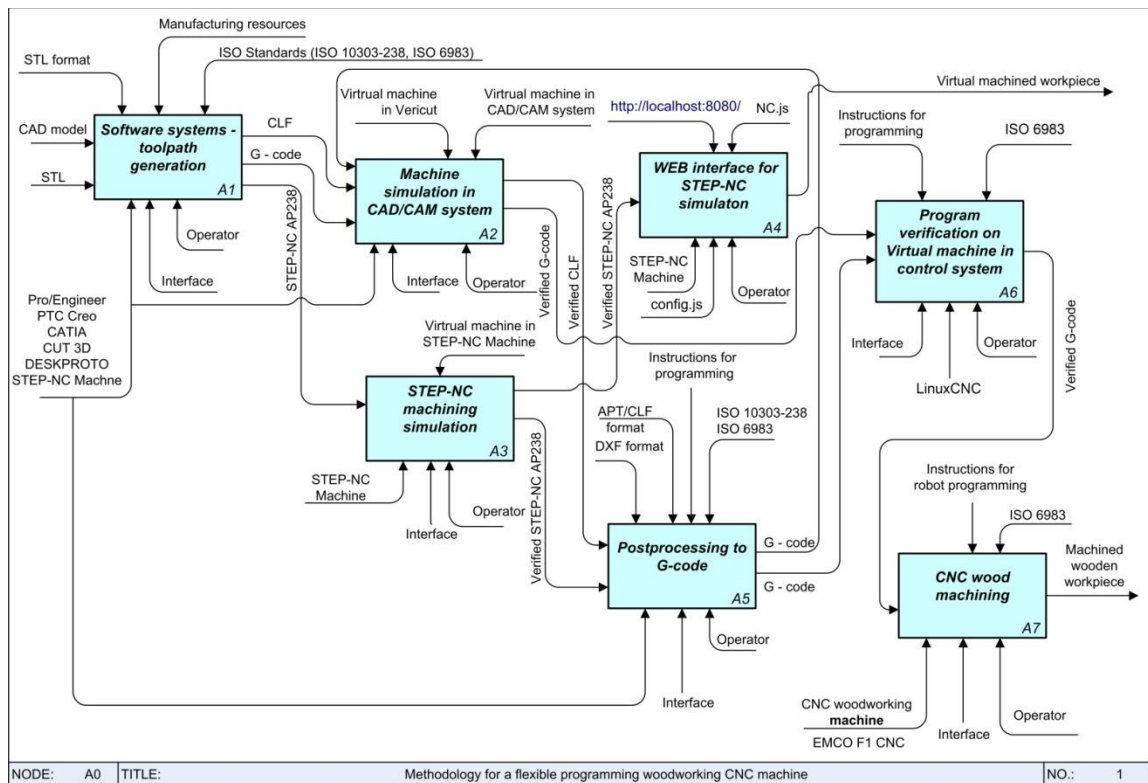 Manufacturing resources
STL format
ISO Standards (ISO 10303-238, ISO 6983)
CAD model
STL
Software systems -
toolpath
generation
A1
CLF
G - code
STEP-NC AP238
Operator
Interface
Virtrual machine
in Vericut
Virtrual machine in
CAD/CAM system
Machine
simulation in
CAD/CAM system
A2
Interface
Operator
Verified G-code
Verified CLF
Verified STEP-NC AP238
http://localhost:8080/
NC.js
WEB interface for
STEP-NC
simulaton
A4
STEP-NC
Machine
config.js
Operator
Virtual machined workpiece
Instructions for
programming
ISO 6983
Program
verification on
Virtual machine in
control system
A6
Interface
Operator
LinuxCNC
Verified G-code
Pro/Engineer
PTC Creo
CATIA
CUT 3D
DESKPROTO
STEP-NC Machne
Virtrual machine in
STEP-NC Machine
STEP-NC
machining
simulation
A3
STEP-NC
Machine
Interface
Operator
Verified STEP-NC AP238
Instructions for
programming
APT/CLF
format
DXF format
ISO 10303-238
ISO 6983
Postprocessing to
G-code
A5
G - code
G - code
Operator
Interface
Instructions for
robot programming
ISO 6983
CNC wood
machining
A7
Machined
wooden
workpiece
CNC woodworking
machine
EMCO F1 CNC
Interface
Operator
NODE: A0 TITLE: Methodology for a flexible programming woodworking CNC machine NO.: 1